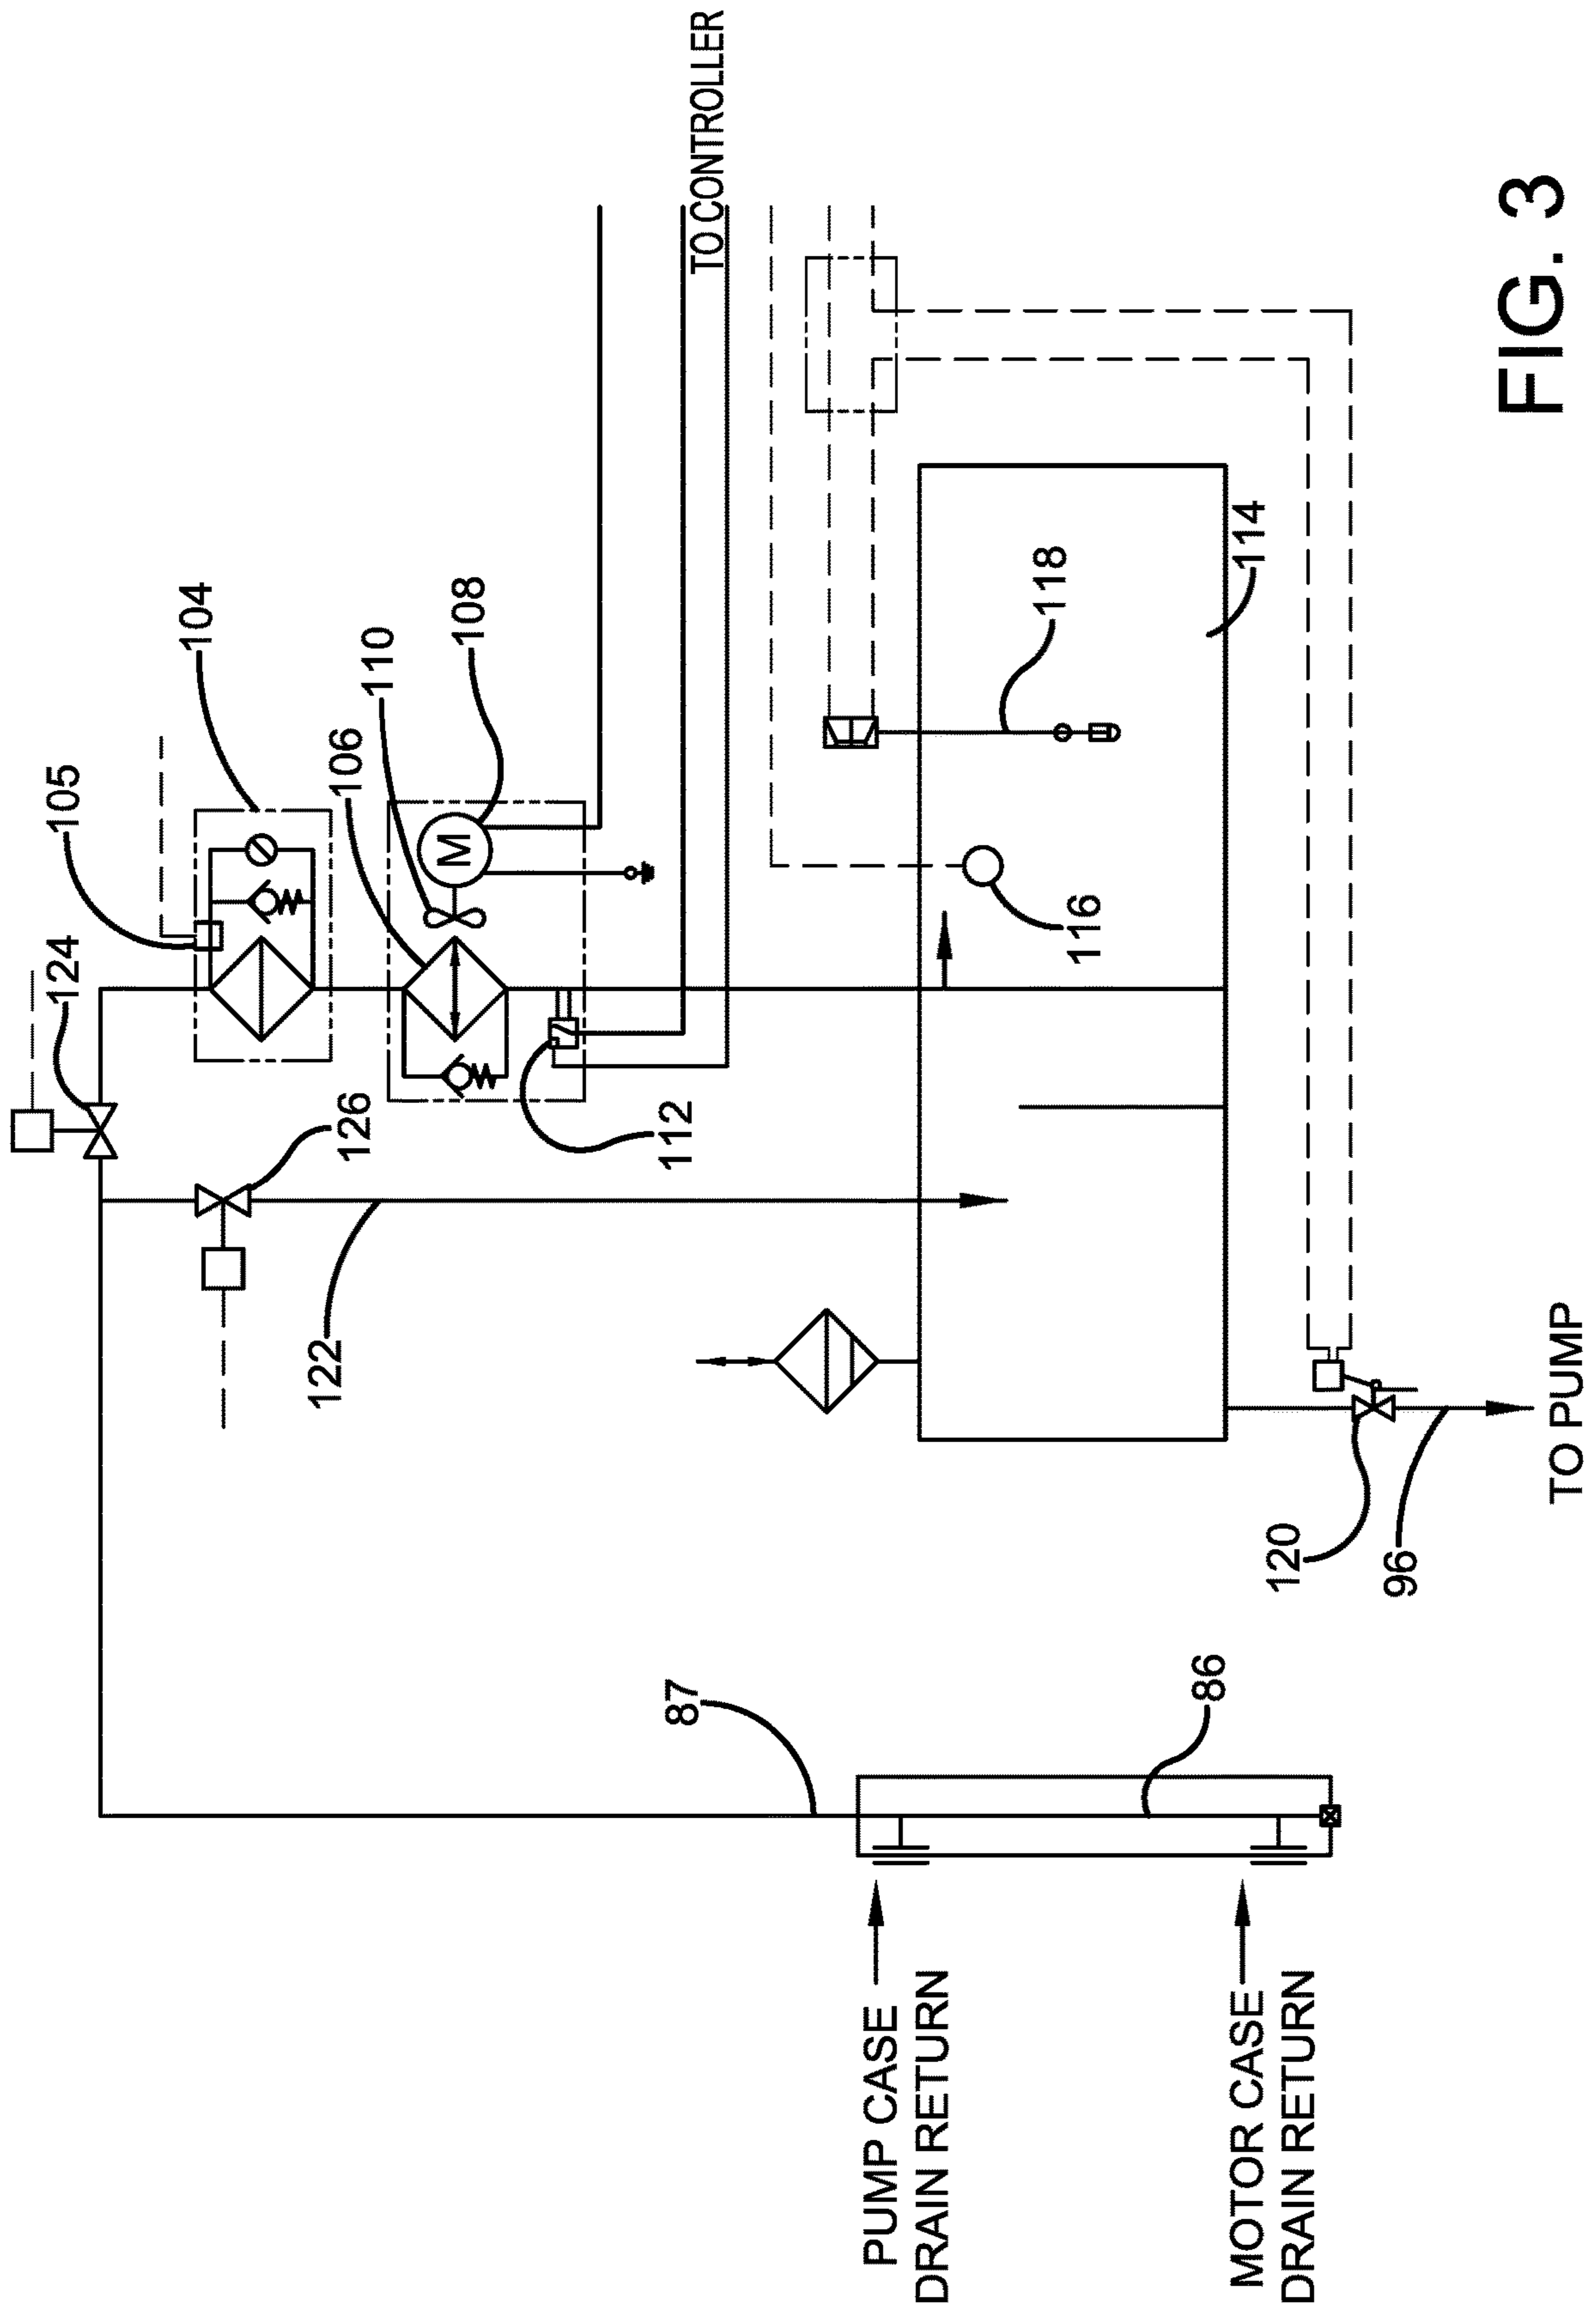 TO CONTROLLER
104
105
110
108
106
124
126
112
122
118
114
116
120
96
TO PUMP
87
86
M
PUMP CASE
DRAIN RETURN
MOTOR CASE
DRAIN RETURN
FIG. 3